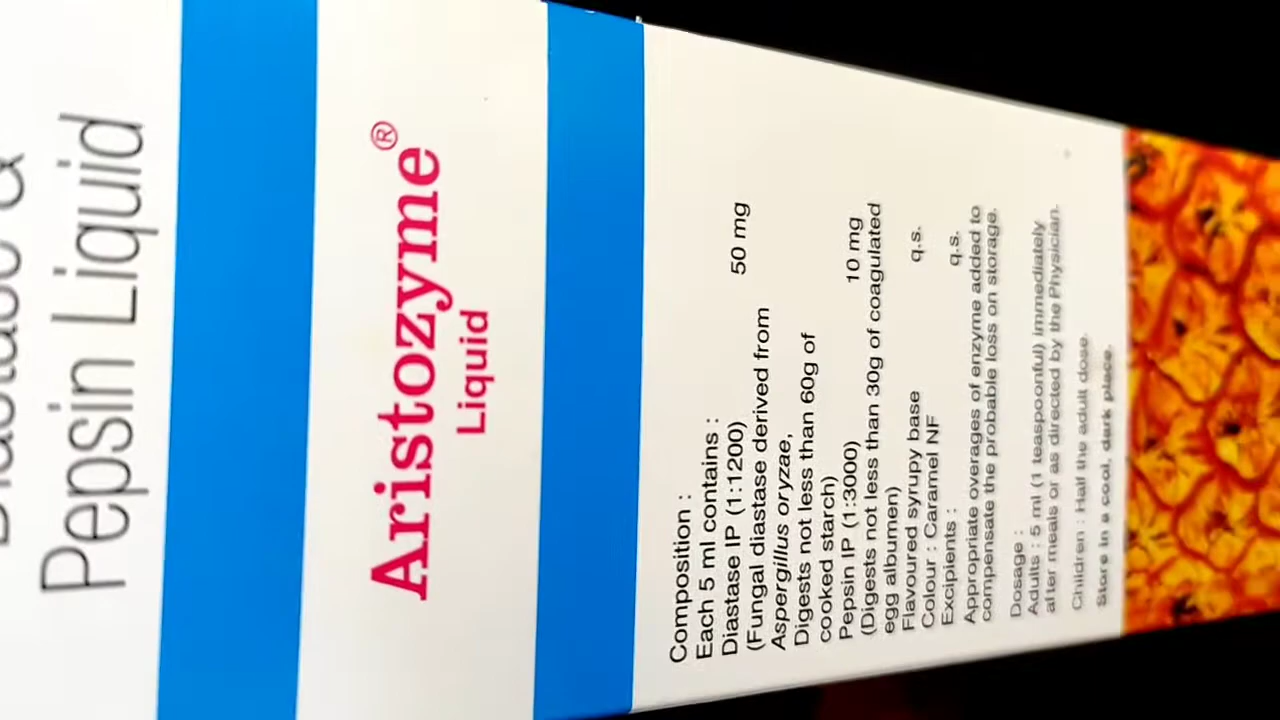 Pepsin Liquid
Aristozyme®
Liquid
Composition :
Each 5 ml contains :
Diastase IP (1:1200) 50 mg
(Fungal diastase derived from
Aspergillus oryzae,
Digests not less than 60g of
cooked starch)
Pepsin IP (1:3000) 10 mg
(Digests not less than 30g of coagulated
egg albumen)
Flavoured syrupy base q.s.
Colour : Caramel NF
Excipients : q.s.
Appropriate overages of enzyme added to
compensate the probable loss on storage.
Dosage :
Adults : 5 ml (1 teaspoonful) immediately
after meals or as directed by the Physician.
Children : Half the adult dose.
Store in a cool, dark place.